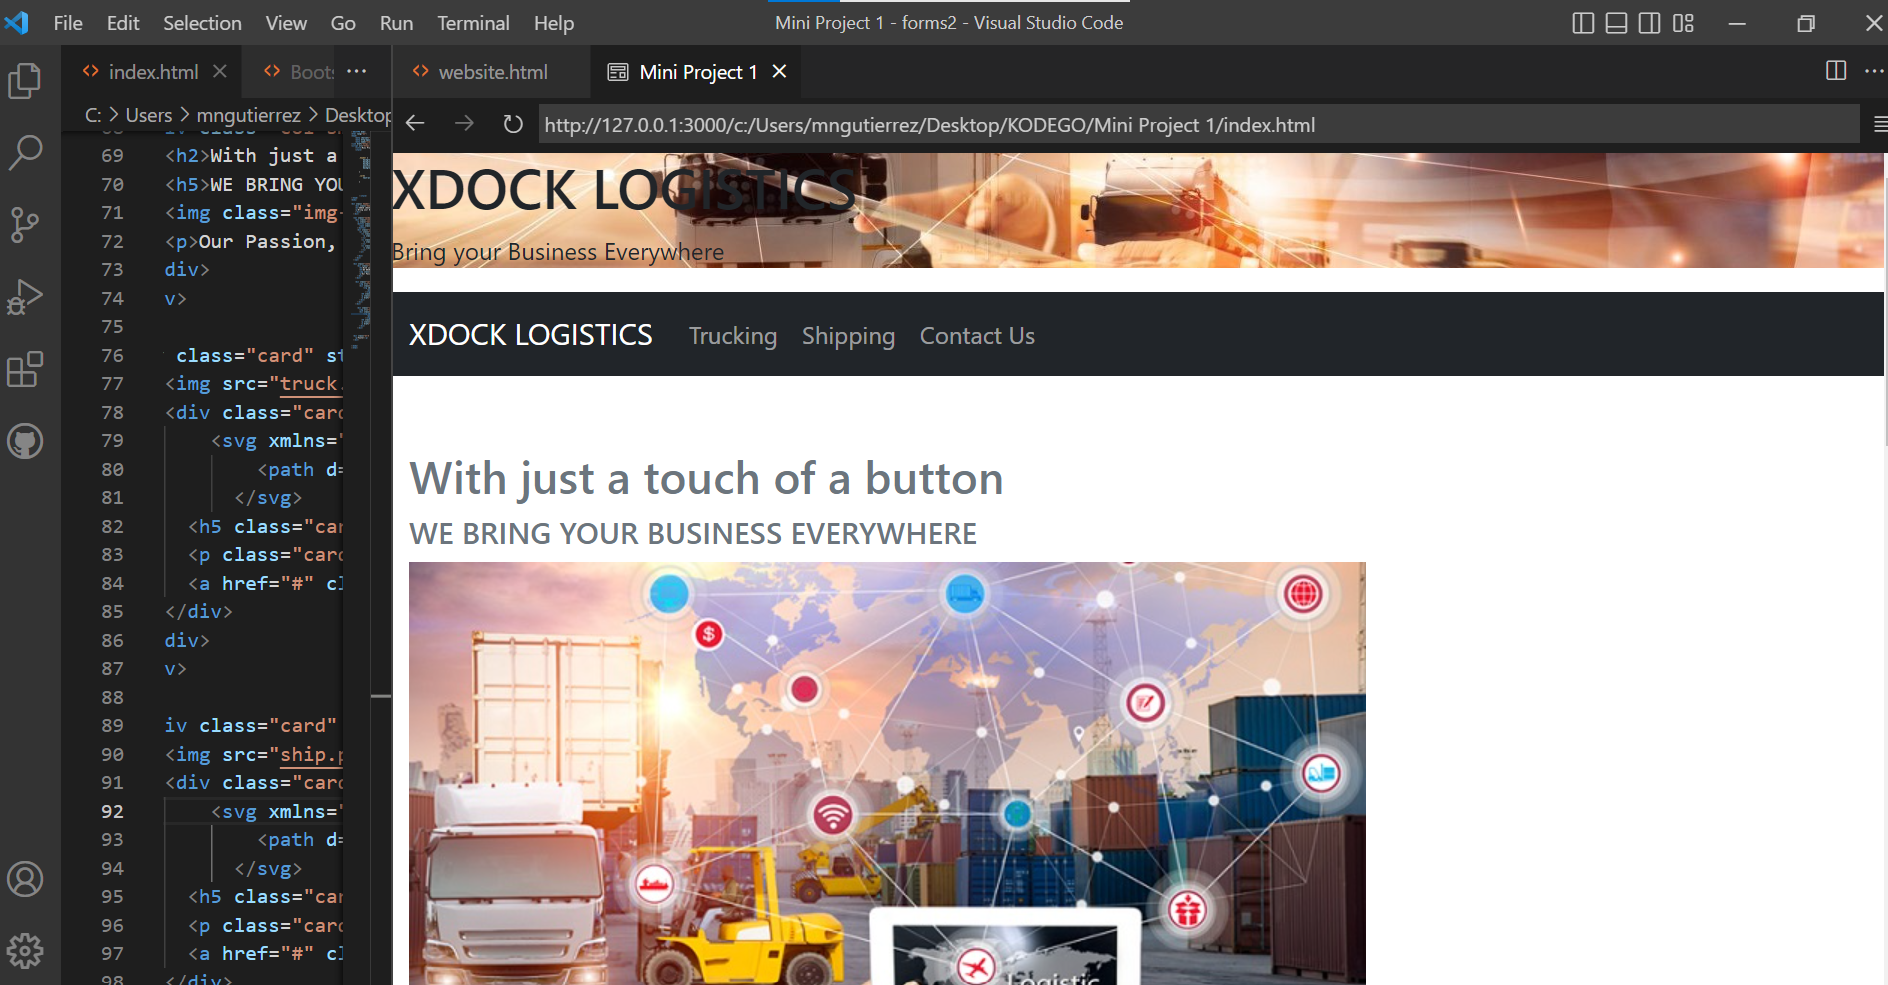 File Edit Selection View Go Run Terminal Help
Mini Project 1 - forms2 - Visual Studio Code
index.html
Boots
website.html
Mini Project 1
C: > Users > mngutierrez > Desktop
http://127.0.0.1:3000/c:/Users/mngutierrez/Desktop/KODEGO/Mini Project 1/index.html
69 <h2>With just a
70 <h5>WE BRING YOU
71 <img class="img-
72 <p>Our Passion,
73 div>
74 v>
75
76 class="card" st
77 <img src="truck.
78 <div class="card
79 <svg xmlns="
80 <path d=
81 </svg>
82 <h5 class="car
83 <p class="card
84 <a href="#" cl
85 </div>
86 div>
87 v>
88
89 iv class="card"
90 <img src="ship.p
91 <div class="card
92 <svg xmlns="
93 <path d=
94 </svg>
95 <h5 class="car
96 <p class="card
97 <a href="#" cl
98 </div>
XDOCK LOGISTICS
Bring your Business Everywhere
XDOCK LOGISTICS Trucking Shipping Contact Us
With just a touch of a button
WE BRING YOUR BUSINESS EVERYWHERE
$
Logistic